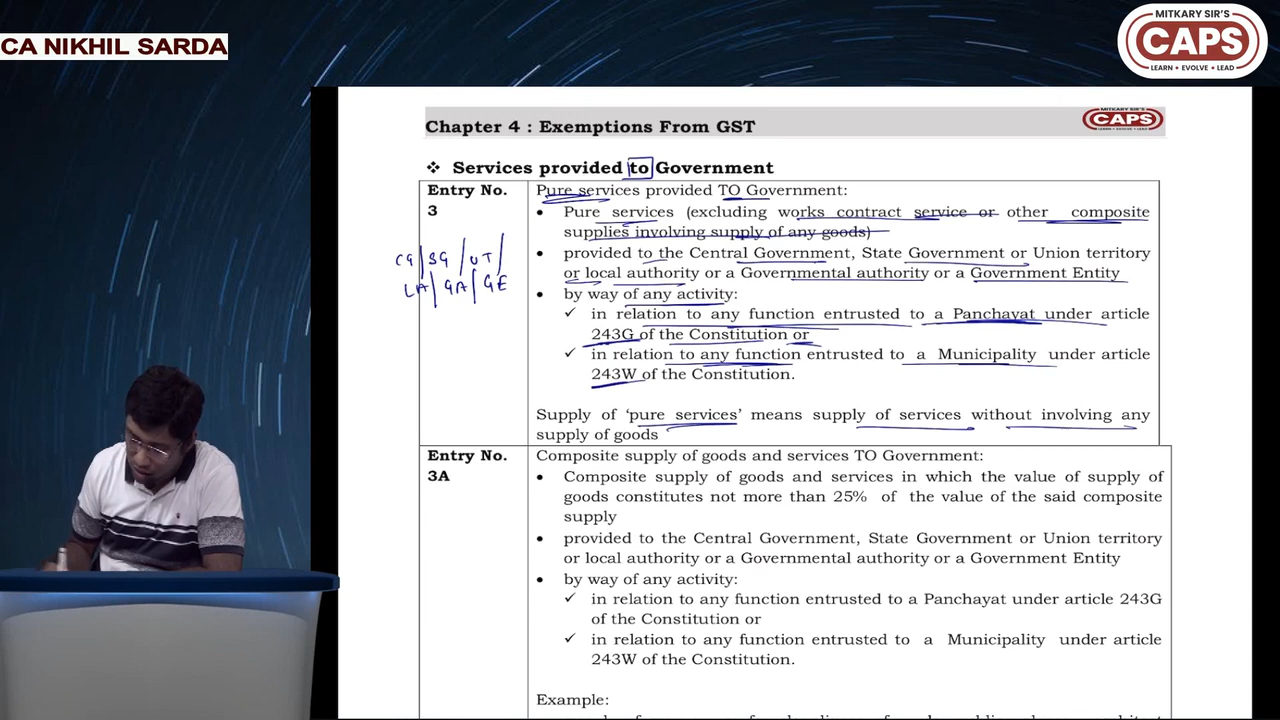 CA NIKHIL SARDA
MITKARY SIR'S
CAPS
LEARN • EVOLVE • LEAD
Chapter 4 : Exemptions From GST
MITKARY SIR'S
CAPS
LEARN • EVOLVE • LEAD
❖ Services provided to Government
Entry No.
3
CG/SG/UT/
LA/GA/GE
Pure services provided TO Government:
• Pure services (excluding works contract service or other composite
supplies involving supply of any goods)
• provided to the Central Government, State Government or Union territory
or local authority or a Governmental authority or a Government Entity
• by way of any activity:
✓ in relation to any function entrusted to a Panchayat under article
243G of the Constitution or
✓ in relation to any function entrusted to a Municipality under article
243W of the Constitution.
Supply of ‘pure services’ means supply of services without involving any
supply of goods
Entry No.
3A
Composite supply of goods and services TO Government:
• Composite supply of goods and services in which the value of supply of
goods constitutes not more than 25% of the value of the said composite
supply
• provided to the Central Government, State Government or Union territory
or local authority or a Governmental authority or a Government Entity
• by way of any activity:
✓ in relation to any function entrusted to a Panchayat under article 243G
of the Constitution or
✓ in relation to any function entrusted to a Municipality under article
243W of the Constitution.
Example: